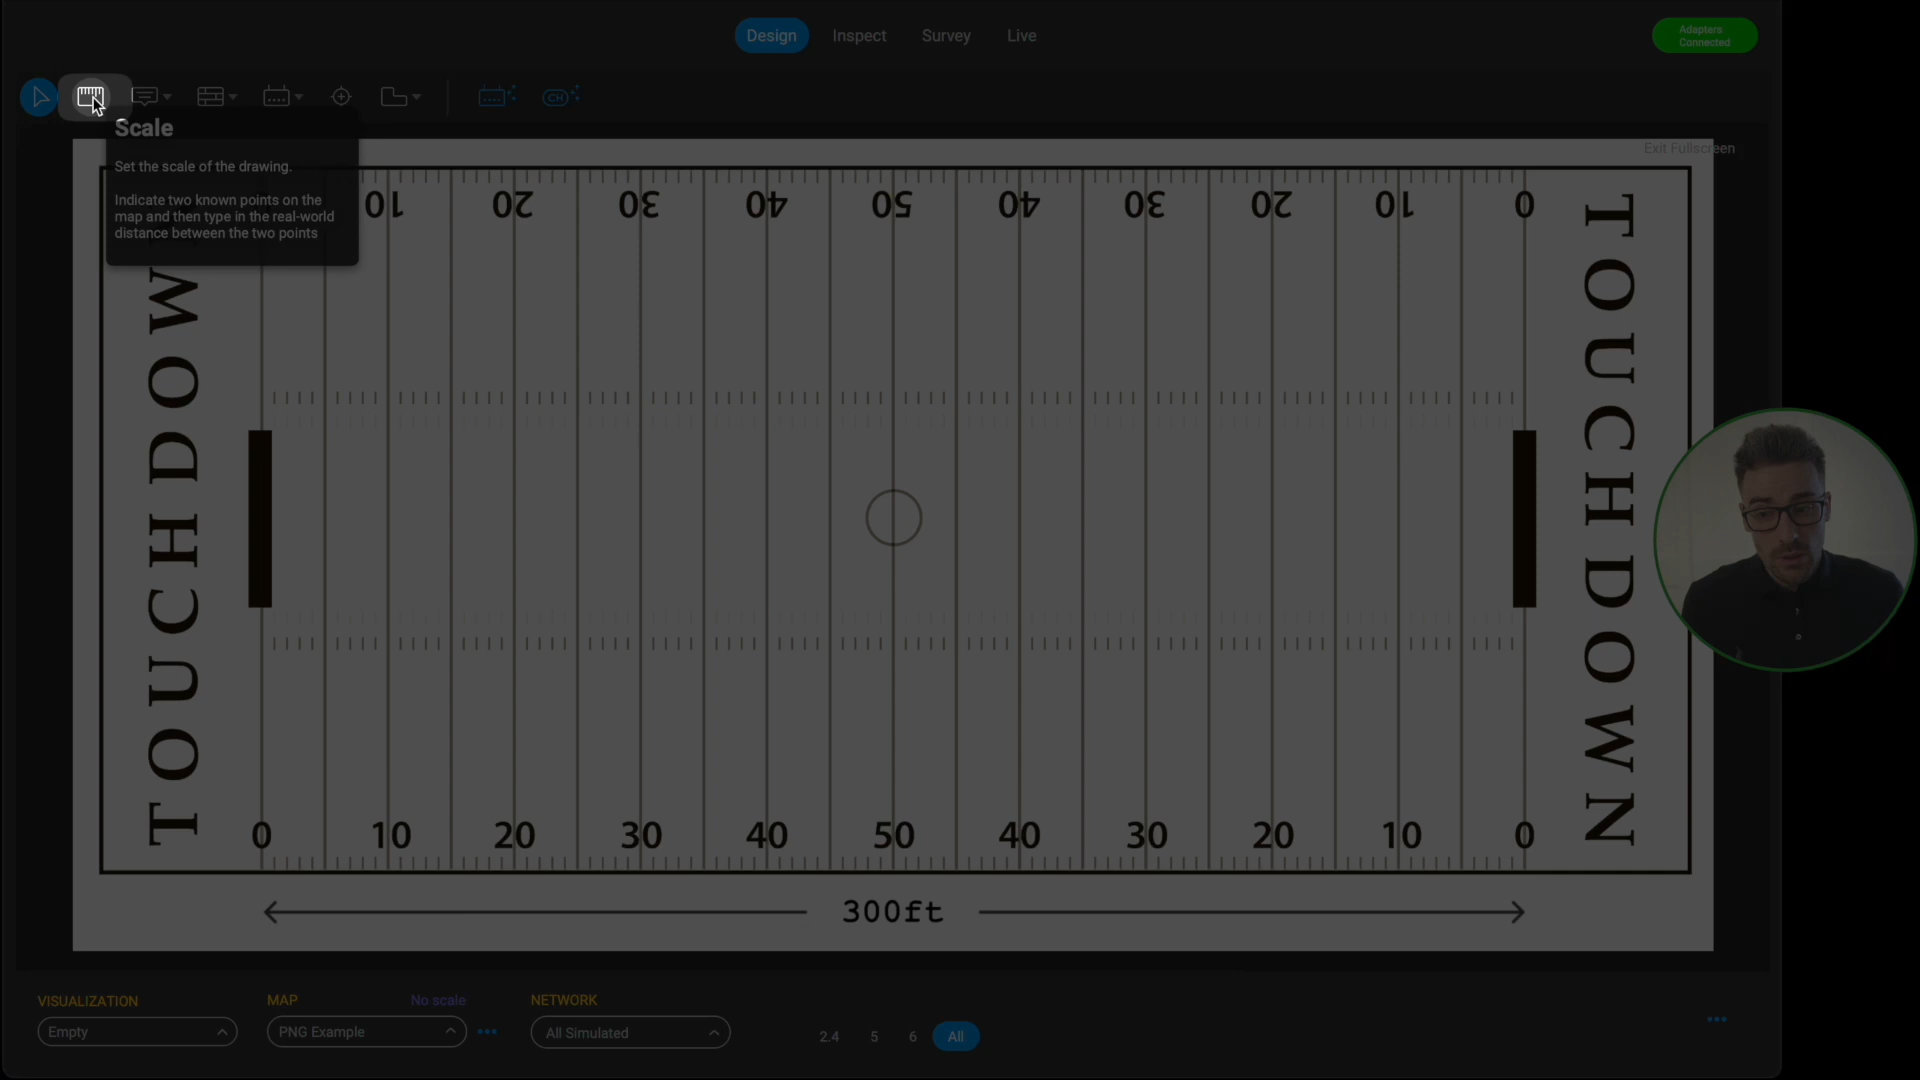 Design Inspect Survey Live
Adapters
Connected
CH
Scale
Set the scale of the drawing.
Indicate two known points on the
map and then type in the real-world
distance between the two points
Exit Fullscreen
10 20 30 40 50 40 30 20 10 0
TOUCHDOW
TOUCHDOWN
0 10 20 30 40 50 40 30 20 10 0
300ft
VISUALIZATION MAP No scale NETWORK
Empty PNG Example All Simulated 2.4 5 6 All